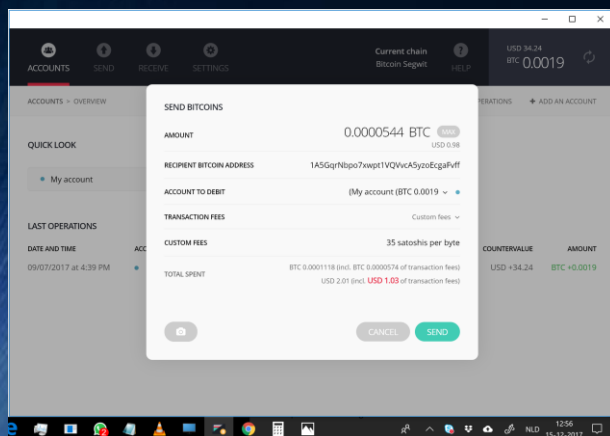 USD 34.24
Current chain
BTC 0.0019
Bitcoin Segwit
ACCOUNTS
SEND
RECEIVE
SETTINGS
HELP
ACCOUNTS > OVERVIEW
PERATIONS
+ ADD AN ACCOUNT
SEND BITCOINS
QUICK LOOK
AMOUNT
0.0000544 BTC
MAX
USD 0.98
RECIPIENT BITCOIN ADDRESS
1A5GqrNbpo7xwpt1VQVvcA5yzoEcgaFvff
My account
ACCOUNT TO DEBIT
(My account (BTC 0.0019
TRANSACTION FEES
Custom fees
LAST OPERATIONS
DATE AND TIME
ACC
CUSTOM FEES
35 satoshis per byte
COUNTERVALUE
AMOUNT
09/07/2017 at 4:39 PM
TOTAL SPENT
BTC 0.0001118 (incl. BTC 0.0000574 of transaction fees)
USD 2.01 (incl. USD 1.03 of transaction fees)
USD +34.24
BTC +0.0019
CANCEL
SEND
2
NLD
12:56
15-12-2017